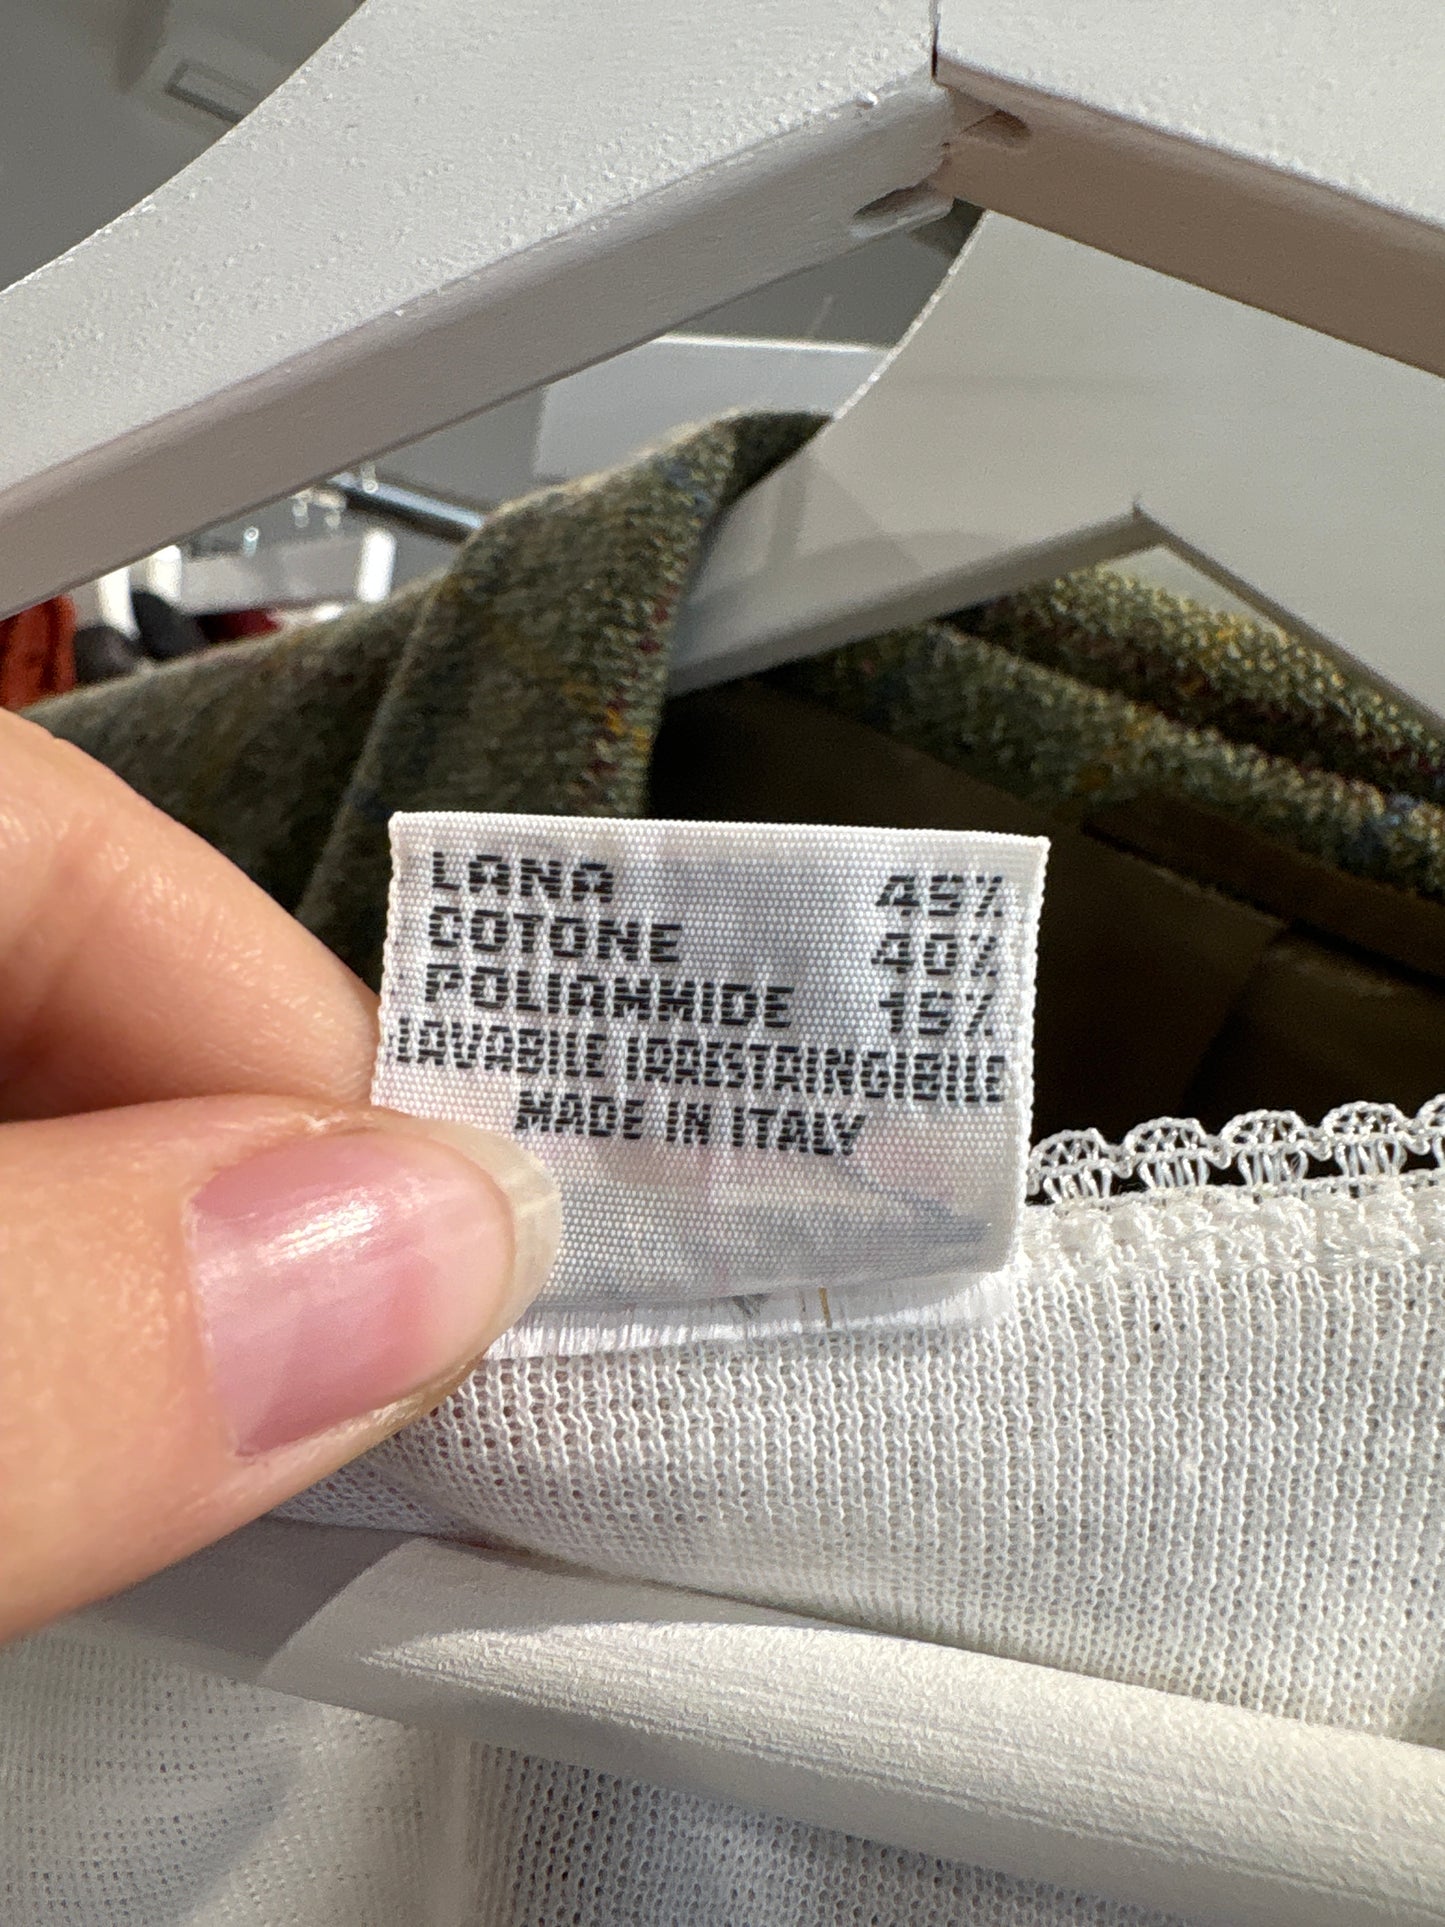 LANA 45%
COTONE 40%
POLIAMMIDE 15%
LAVABILE IRRESTRINGIBILE
MADE IN ITALY